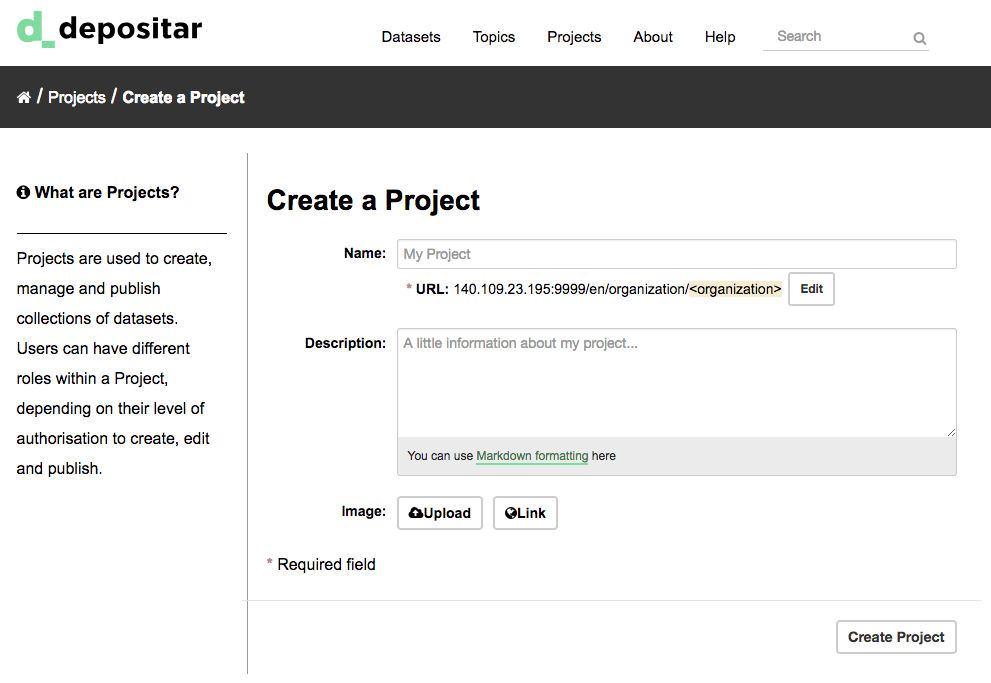 d_depositar
Datasets Topics Projects About Help Search
/ Projects / Create a Project
What are Projects?
Projects are used to create,
manage and publish
collections of datasets.
Users can have different
roles within a Project,
depending on their level of
authorisation to create, edit
and publish.
Create a Project
Name: My Project
* URL: 140.109.23.195:9999/en/organization/<organization> Edit
Description: A little information about my project...
You can use Markdown formatting here
Image: Upload Link
* Required field
Create Project